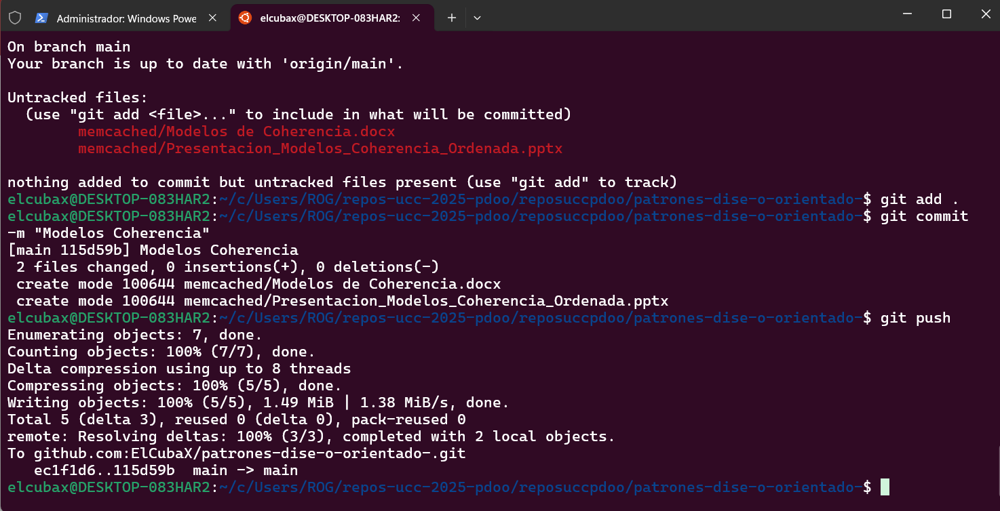 Administrador: Windows Powe
elcubax@DESKTOP-083HAR2:
On branch main
Your branch is up to date with 'origin/main'.
Untracked files:
  (use "git add <file>..." to include in what will be committed)
        memcached/Modelos de Coherencia.docx
        memcached/Presentacion_Modelos_Coherencia_Ordenada.pptx
nothing added to commit but untracked files present (use "git add" to track)
elcubax@DESKTOP-083HAR2:~/c/Users/ROG/repos-ucc-2025-pdoo/reposuccpdoo/patrones-dise-o-orientado-$ git add .
elcubax@DESKTOP-083HAR2:~/c/Users/ROG/repos-ucc-2025-pdoo/reposuccpdoo/patrones-dise-o-orientado-$ git commit
-m "Modelos Coherencia"
[main 115d59b] Modelos Coherencia
 2 files changed, 0 insertions(+), 0 deletions(-)
 create mode 100644 memcached/Modelos de Coherencia.docx
 create mode 100644 memcached/Presentacion_Modelos_Coherencia_Ordenada.pptx
elcubax@DESKTOP-083HAR2:~/c/Users/ROG/repos-ucc-2025-pdoo/reposuccpdoo/patrones-dise-o-orientado-$ git push
Enumerating objects: 7, done.
Counting objects: 100% (7/7), done.
Delta compression using up to 8 threads
Compressing objects: 100% (5/5), done.
Writing objects: 100% (5/5), 1.49 MiB | 1.38 MiB/s, done.
Total 5 (delta 3), reused 0 (delta 0), pack-reused 0
remote: Resolving deltas: 100% (3/3), completed with 2 local objects.
To github.com:ElCubaX/patrones-dise-o-orientado-.git
   ec1f1d6..115d59b  main -> main
elcubax@DESKTOP-083HAR2:~/c/Users/ROG/repos-ucc-2025-pdoo/reposuccpdoo/patrones-dise-o-orientado-$